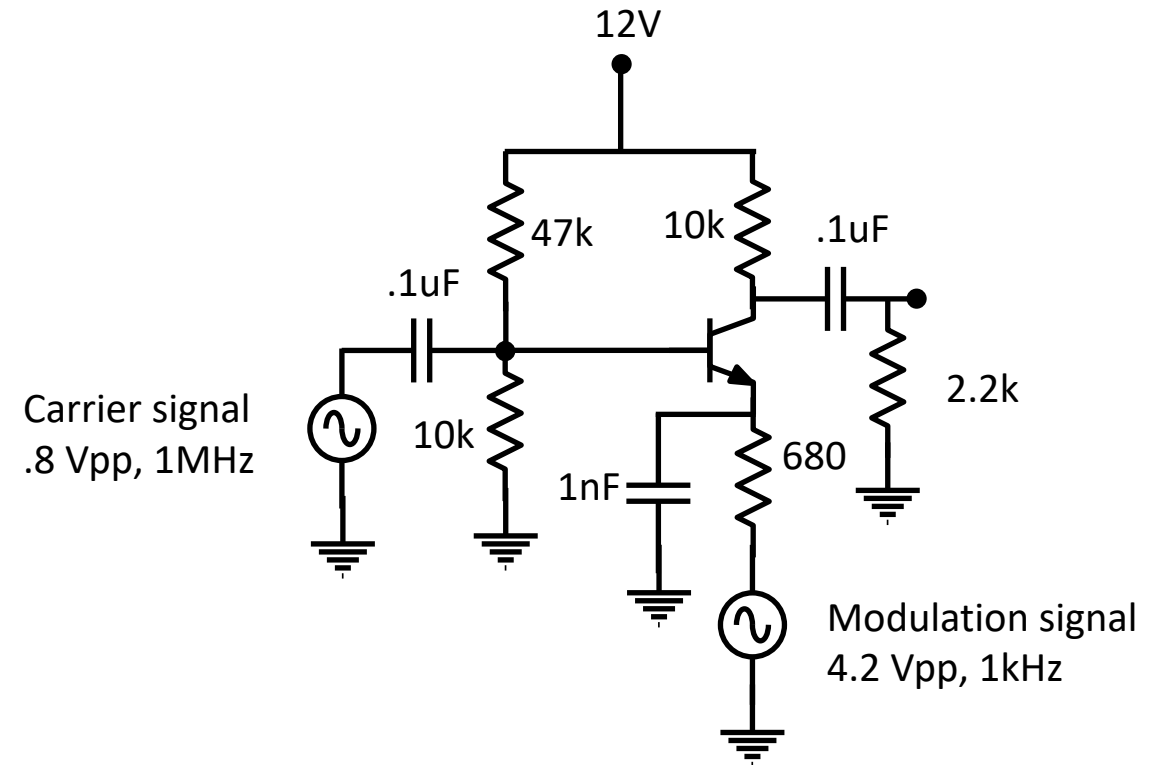 12V
47k
10k
.1uF
.1uF
Carrier signal
.8 Vpp, 1MHz
10k
2.2k
680
1nF
Modulation signal
4.2 Vpp, 1kHz